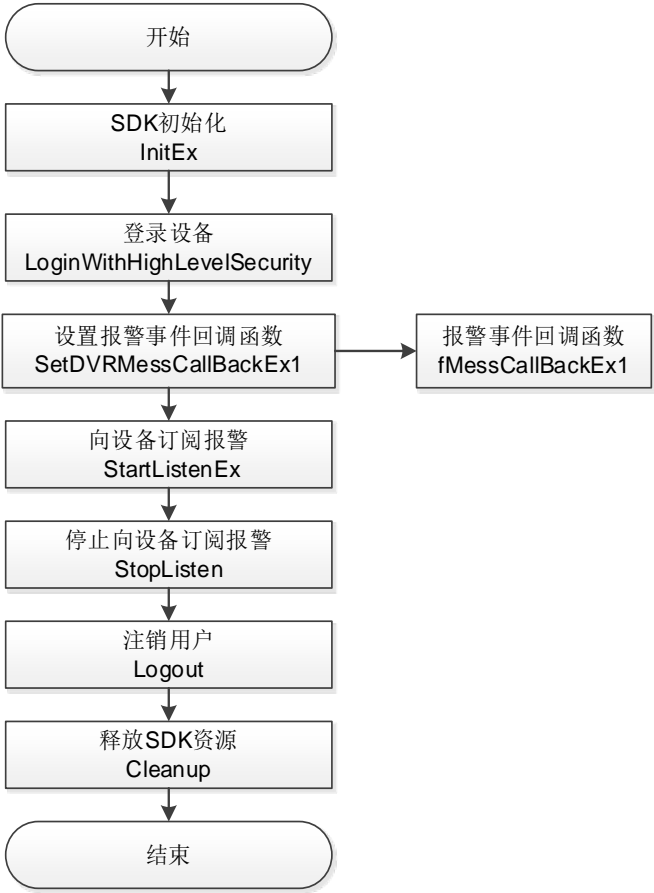 开始
SDK初始化
InitEx
登录设备
LoginWithHighLevelSecurity
设置报警事件回调函数
SetDVRMessCallBackEx1
报警事件回调函数
fMessCallBackEx1
向设备订阅报警
StartListenEx
停止向设备订阅报警
StopListen
注销用户
Logout
释放SDK资源
Cleanup
结束